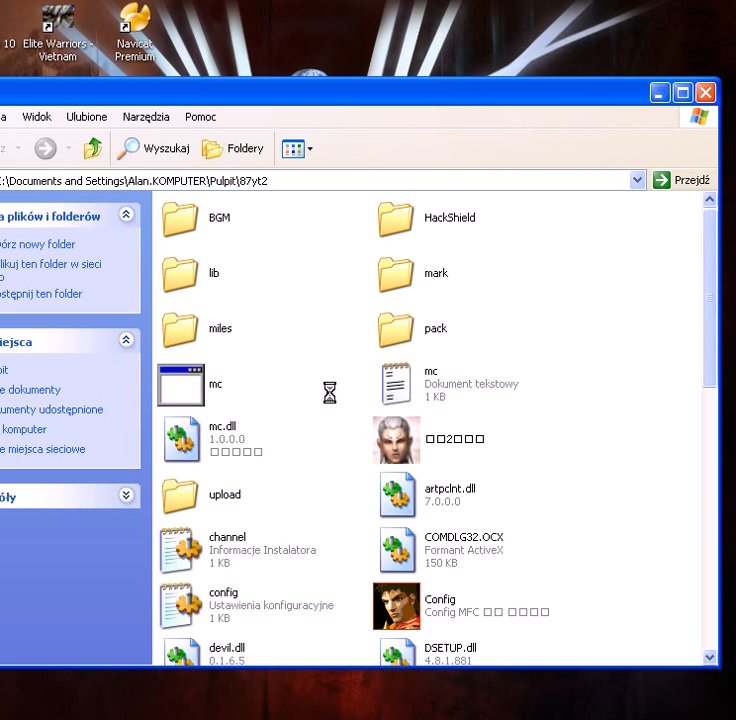 10
Elite Warriors -
Vietnam
Navicat
Premium
a
Widok
Ulubione
Narzędzia
Pomoc
z
Wyszukaj
Foldery
:\Documents and Settings\Alan.KOMPUTER\Pulpit\87yt2
Przejdź
a plików i folderów
órz nowy folder
likuj ten folder w sieci
o
ostępnij ten folder
iejsca
pit
e dokumenty
umenty udostępnione
komputer
e miejsca sieciowe
óły
BGM
HackShield
lib
mark
miles
pack
mc
mc
Dokument tekstowy
1 KB
mc.dll
1.0.0.0
□□□□□
□□2□□□
upload
artpclnt.dll
7.0.0.0
channel
Informacje Instalatora
1 KB
COMDLG32.OCX
Formant ActiveX
150 KB
config
Ustawienia konfiguracyjne
1 KB
Config
Config MFC □□ □□□□
devil.dll
0.1.6.5
DSETUP.dll
4.8.1.881